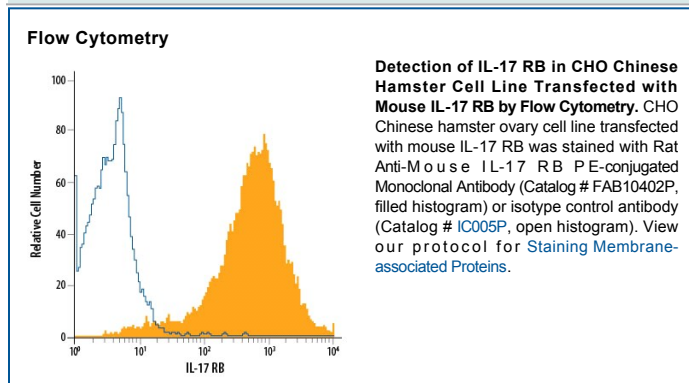 Flow Cytometry
100
80
60
40
20
0
Relative Cell Number
10⁰ 10¹ 10² 10³ 10⁴
IL-17 RB
Detection of IL-17 RB in CHO Chinese
Hamster Cell Line Transfected with
Mouse IL-17 RB by Flow Cytometry. CHO
Chinese hamster ovary cell line transfected
with mouse IL-17 RB was stained with Rat
Anti-Mouse IL-17 RB PE-conjugated
Monoclonal Antibody (Catalog # FAB10402P,
filled histogram) or isotype control antibody
(Catalog # IC005P, open histogram). View
our protocol for Staining Membrane-
associated Proteins.